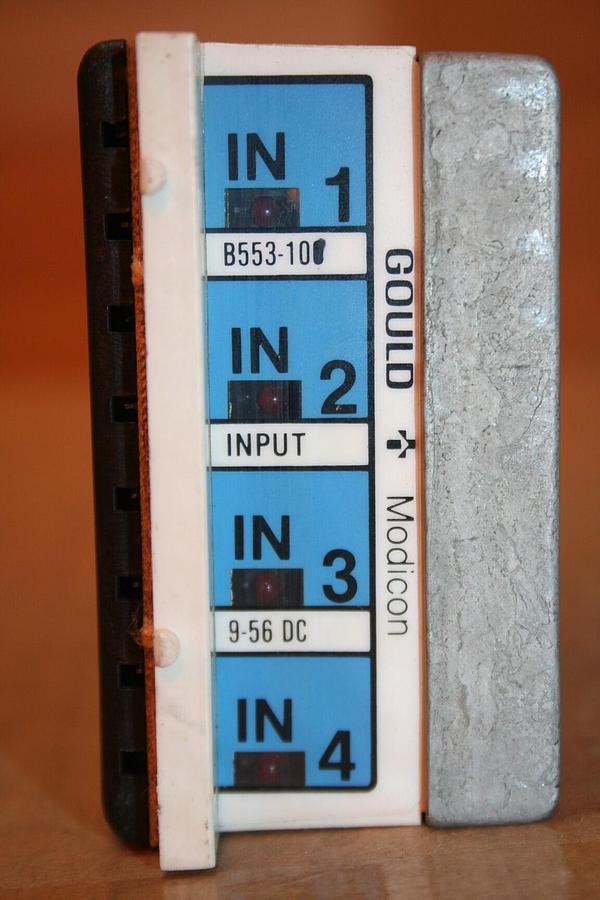 IN 1
B553-10
IN 2
INPUT
IN 3
9-56 DC
IN 4
GOULD Modicon